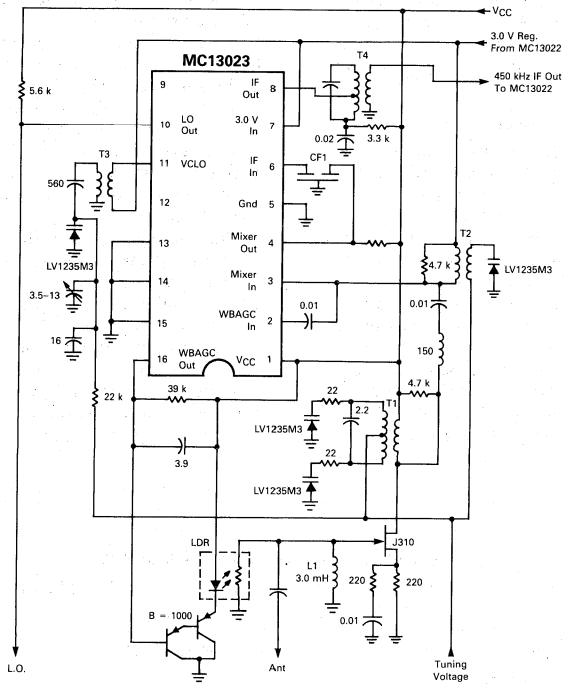 VCC
3.0 V Reg.
From MC13022
T4
450 kHz IF Out
To MC13022
MC13023
5.6 k
9
IF
Out
8
10
LO
Out
3.0 V
In
7
0.02
3.3 k
T3
11
VCLO
IF
In
6
CF1
560
12
Gnd
5
T2
LV1235M3
13
Mixer
Out
4
4.7 k
LV1235M3
3.5–13
14
Mixer
In
3
0.01
0.01
16
15
WBAGC
In
2
150
16
WBAGC
Out
VCC
1
22 k
39 k
4.7 k
22
T1
2.2
LV1235M3
3.9
22
LV1235M3
LDR
J310
L1
3.0 mH
220
220
B = 1000
0.01
L.O.
Ant
Tuning
Voltage